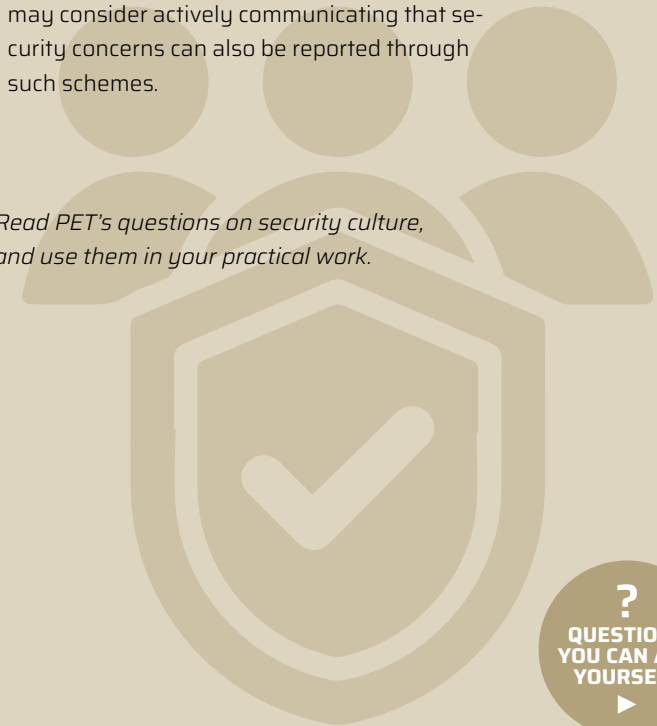 may consider actively communicating that se-
curity concerns can also be reported through
such schemes.
Read PET's questions on security culture,
and use them in your practical work.
?
QUESTIO
YOU CAN
YOURSE